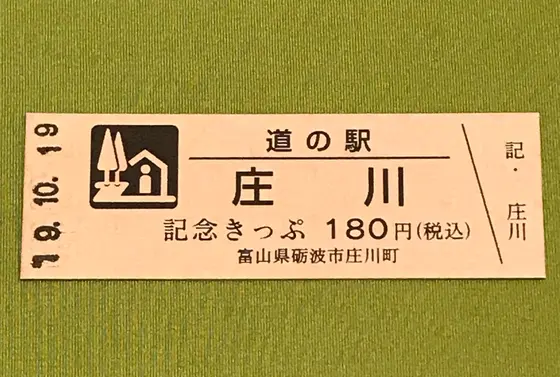 19.10.19
道の駅
庄川
記念きっぷ 180円(税込)
富山県砺波市庄川町
記・庄川